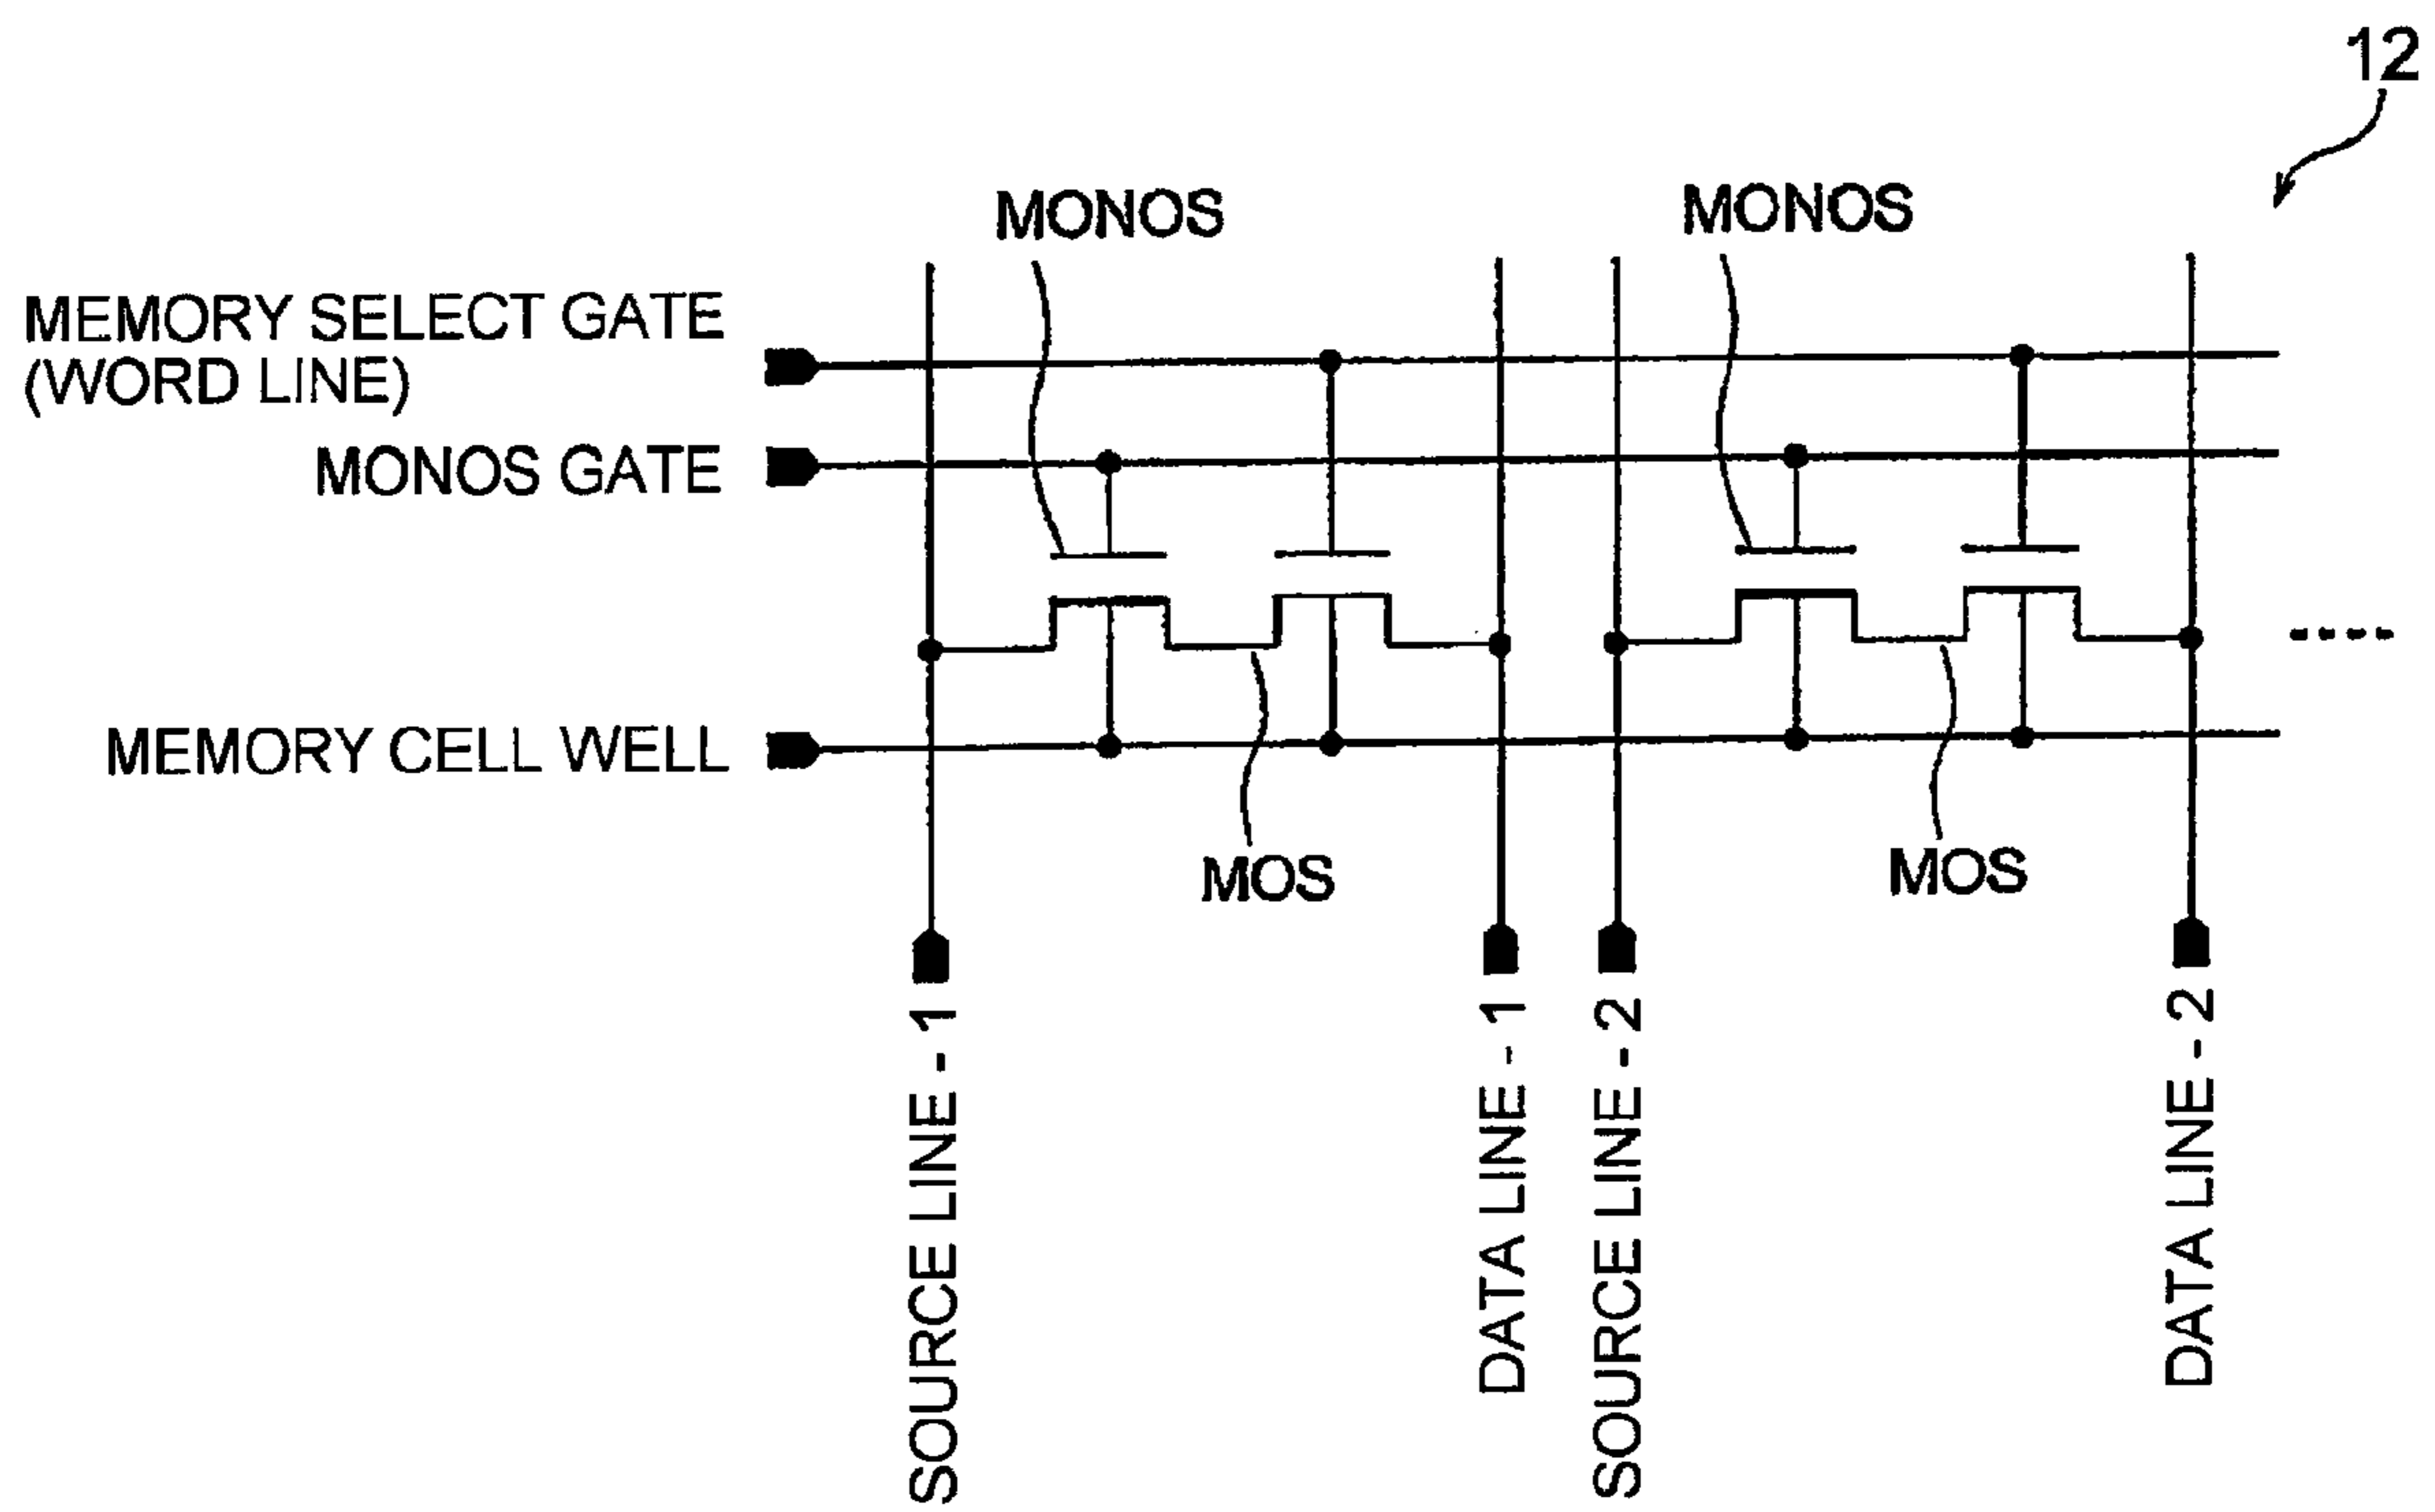 12
MONOS
MONOS
MEMORY SELECT GATE
(WORD LINE)
MONOS GATE
MEMORY CELL WELL
MOS
MOS
SOURCE LINE - 1
DATA LINE - 1
SOURCE LINE - 2
DATA LINE - 2